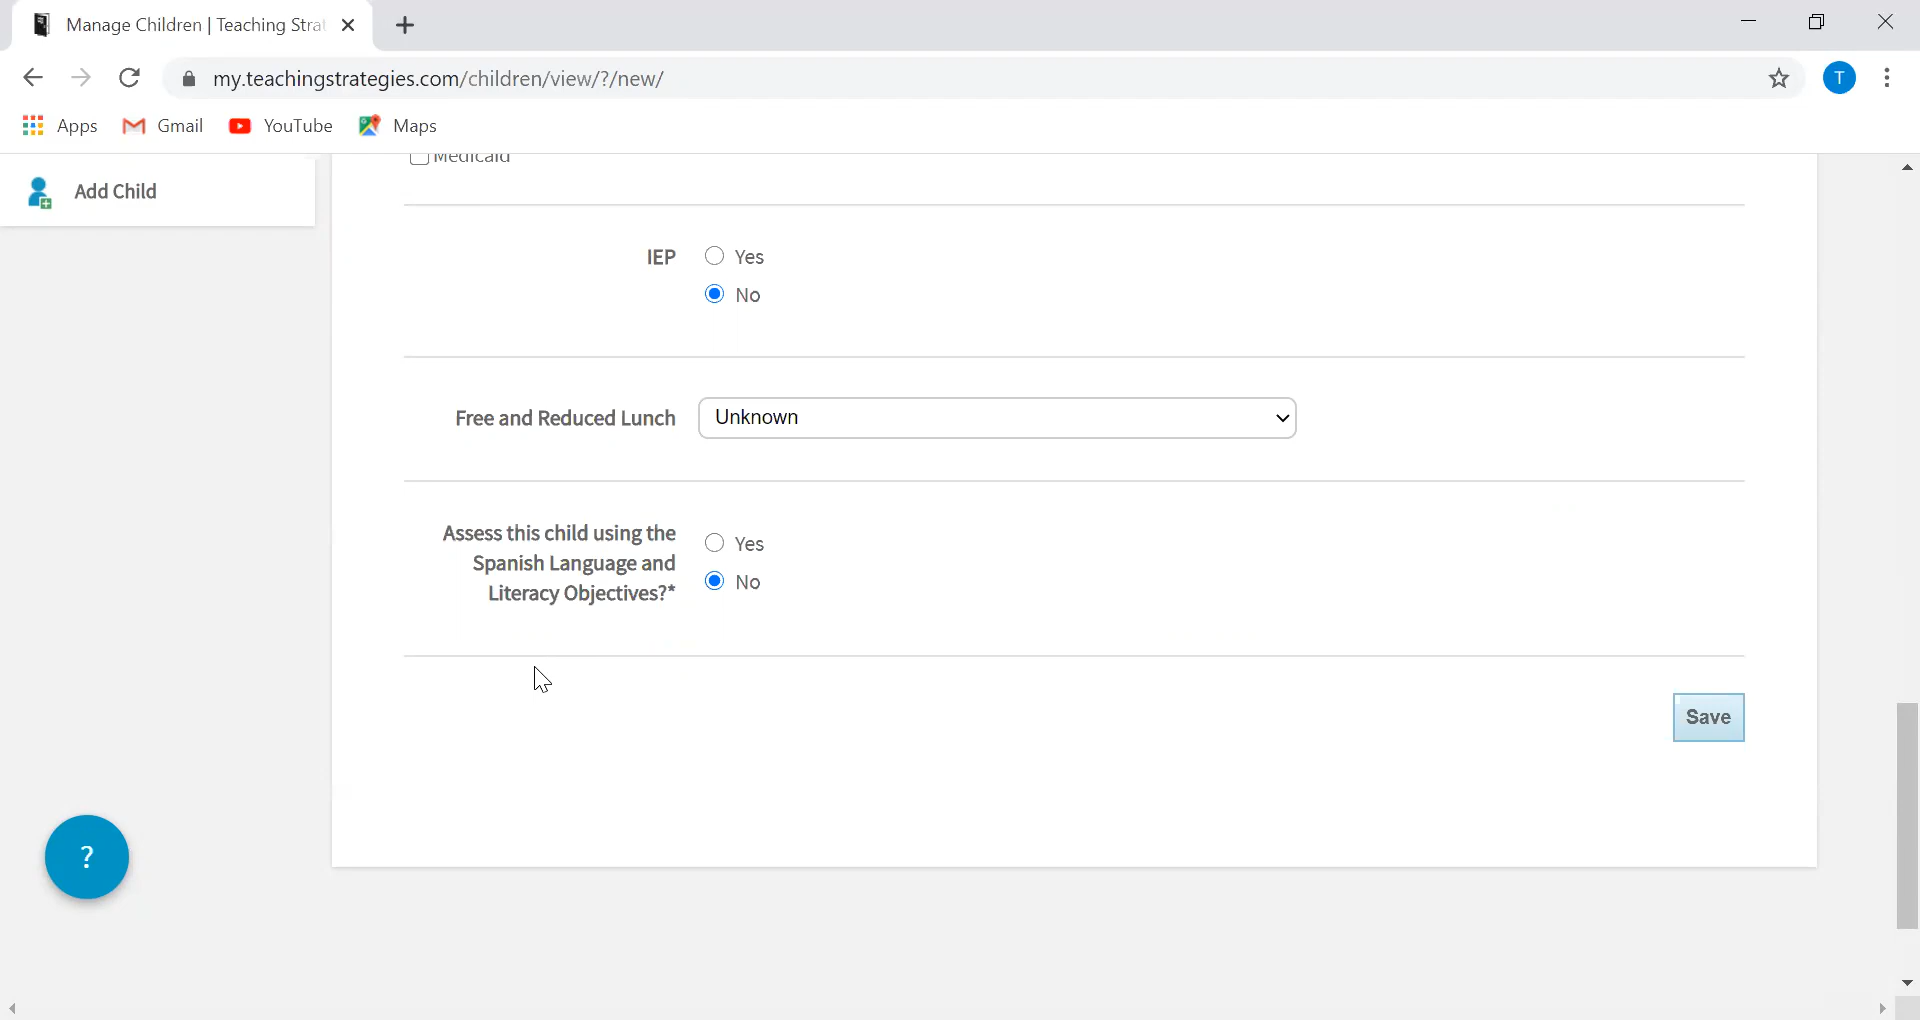 Manage Children | Teaching Strat
my.teachingstrategies.com/children/view/?/new/
T
Apps
Gmail
YouTube
Maps
Add Child
Medicaid
IEP
Yes
No
Free and Reduced Lunch
Unknown
Assess this child using the
Spanish Language and
Literacy Objectives?*
Yes
No
Save
?